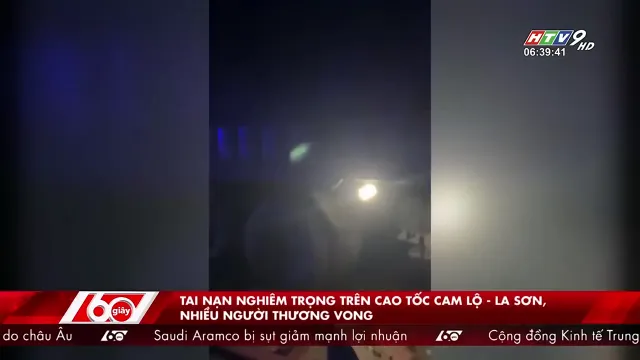 HTV9 HD
06:39:41
60 giây
TAI NẠN NGHIÊM TRỌNG TRÊN CAO TỐC CAM LỘ - LA SƠN,
NHIỀU NGƯỜI THƯƠNG VONG
do châu Âu 60giây Saudi Aramco bị sụt giảm mạnh lợi nhuận 60giây Cộng đồng Kinh tế Trung